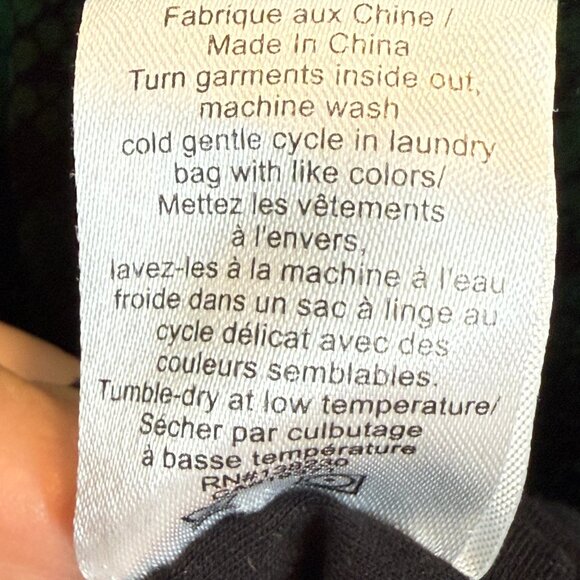 Fabrique aux Chine /
Made In China
Turn garments inside out,
machine wash
cold gentle cycle in laundry
bag with like colors/
Mettez les vêtements
à l'envers,
lavez-les à la machine à l'eau
froide dans un sac à linge au
cycle délicat avec des
couleurs semblables.
Tumble-dry at low temperature/
Sécher par culbutage
à basse température